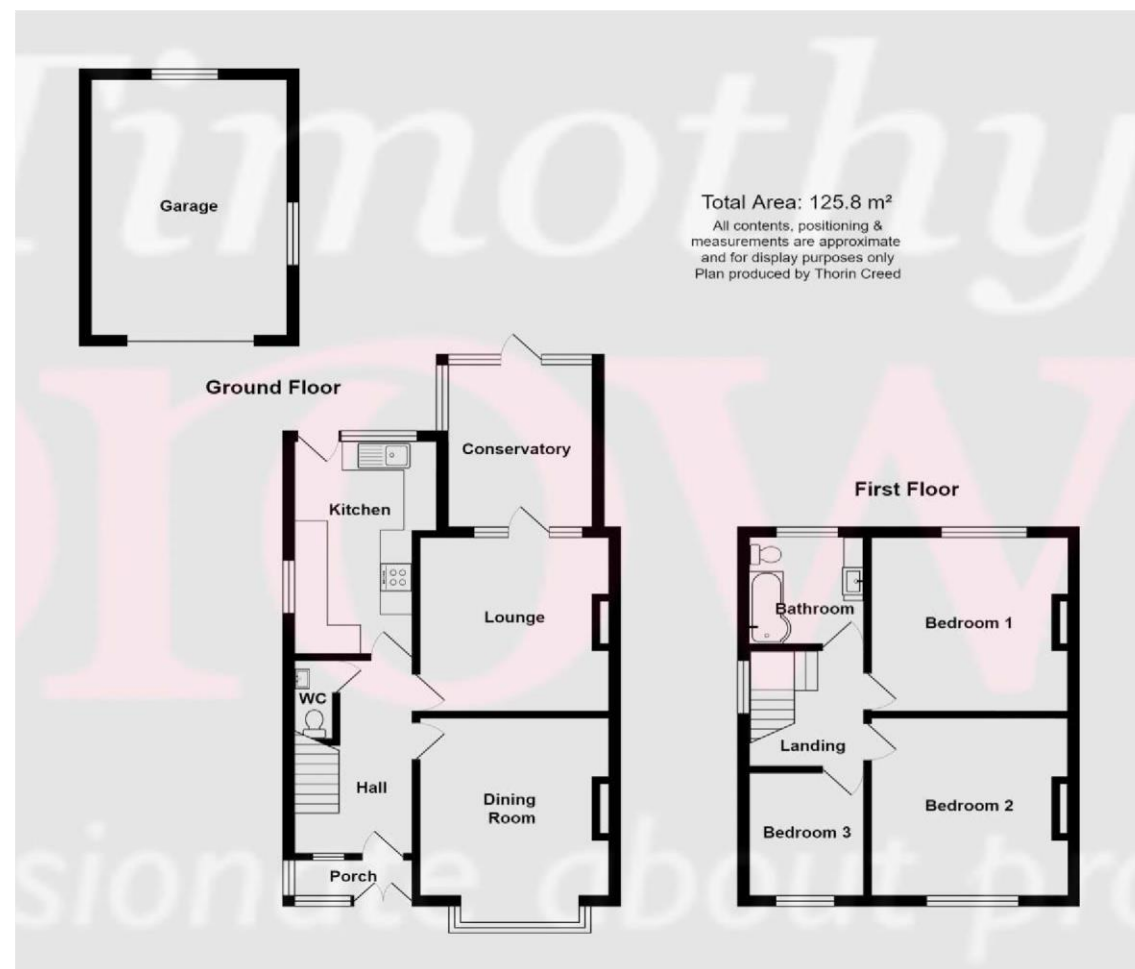 Timothy
Garage
Total Area: 125.8 m²
All contents, positioning &
measurements are approximate
and for display purposes only
Plan produced by Thorin Creed
Ground Floor
Conservatory
Kitchen
First Floor
Lounge
Bathroom
Bedroom 1
WC
Landing
Hall
Dining
Room
Bedroom 2
Bedroom 3
Porch
about